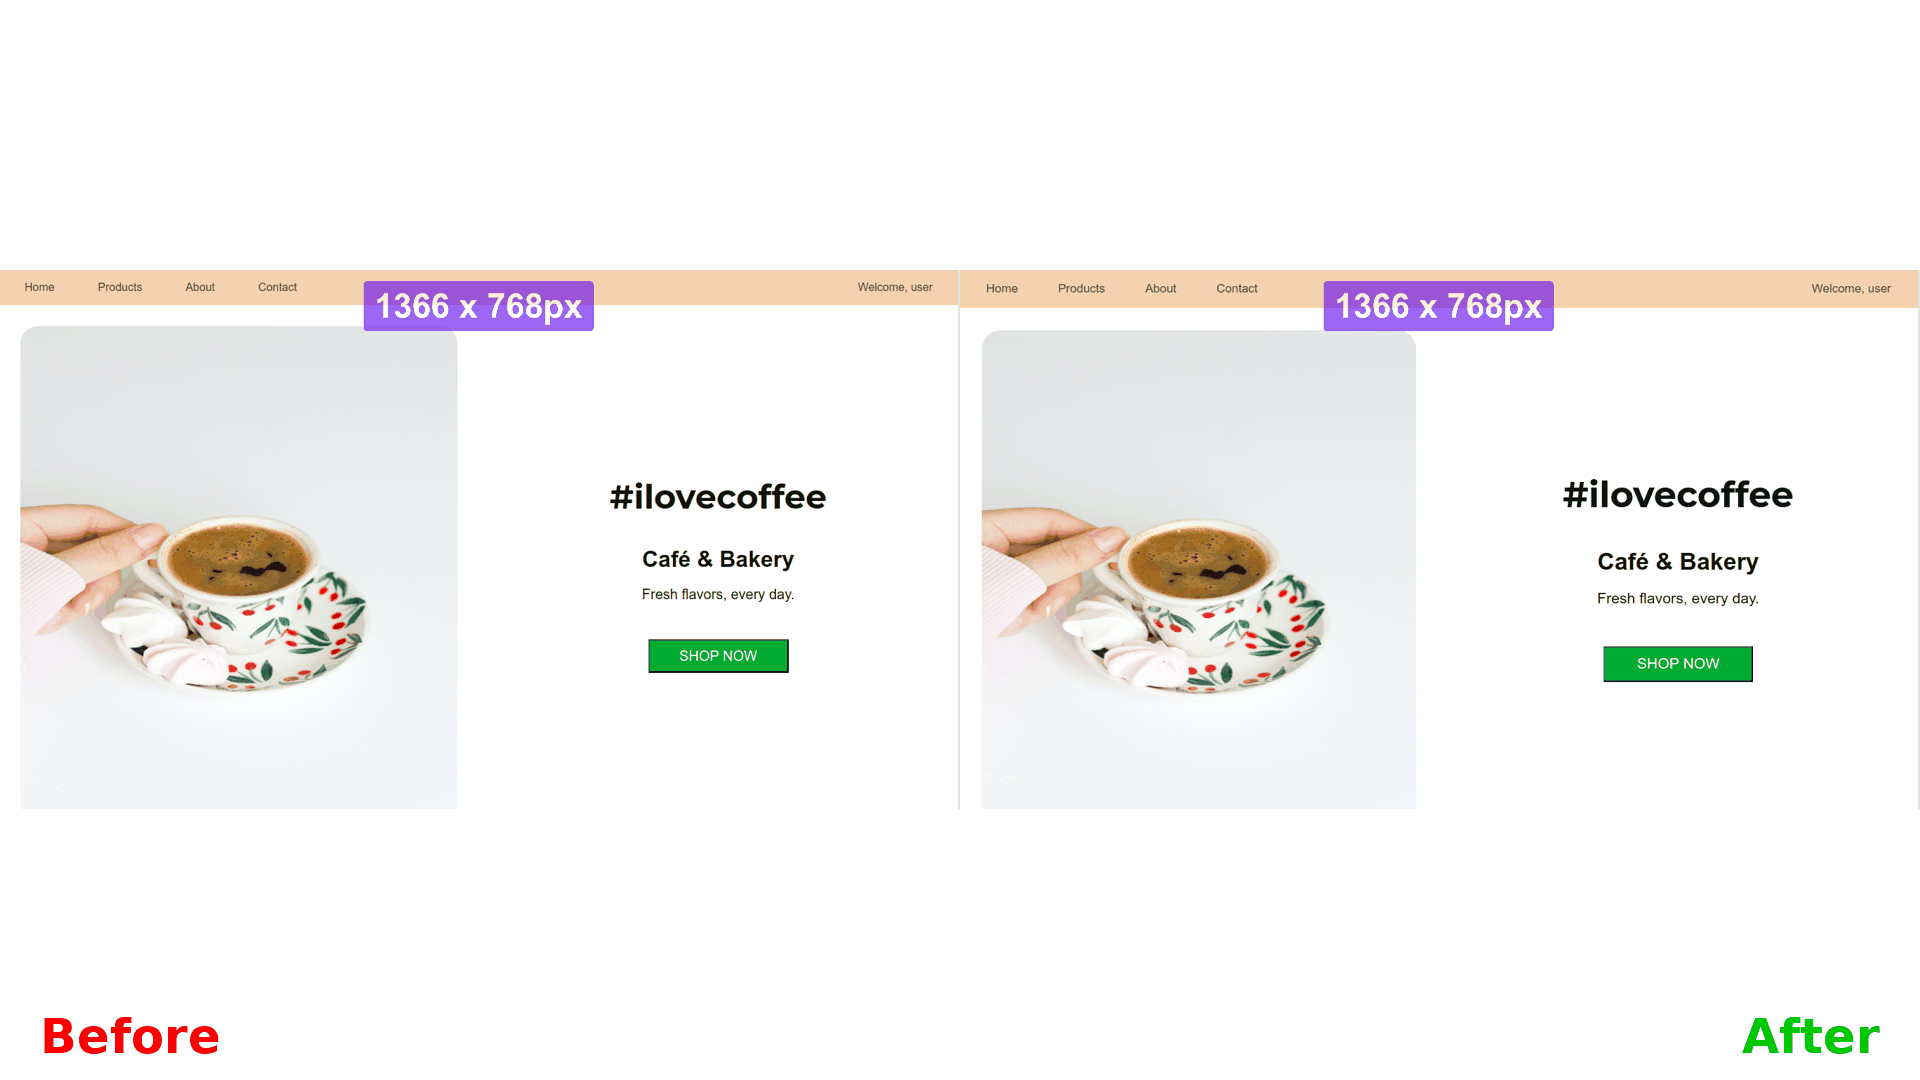 Home Products About Contact Welcome, user
1366 x 768px
#ilovecoffee
Café & Bakery
Fresh flavors, every day.
SHOP NOW
Home Products About Contact Welcome, user
1366 x 768px
#ilovecoffee
Café & Bakery
Fresh flavors, every day.
SHOP NOW
Before
After